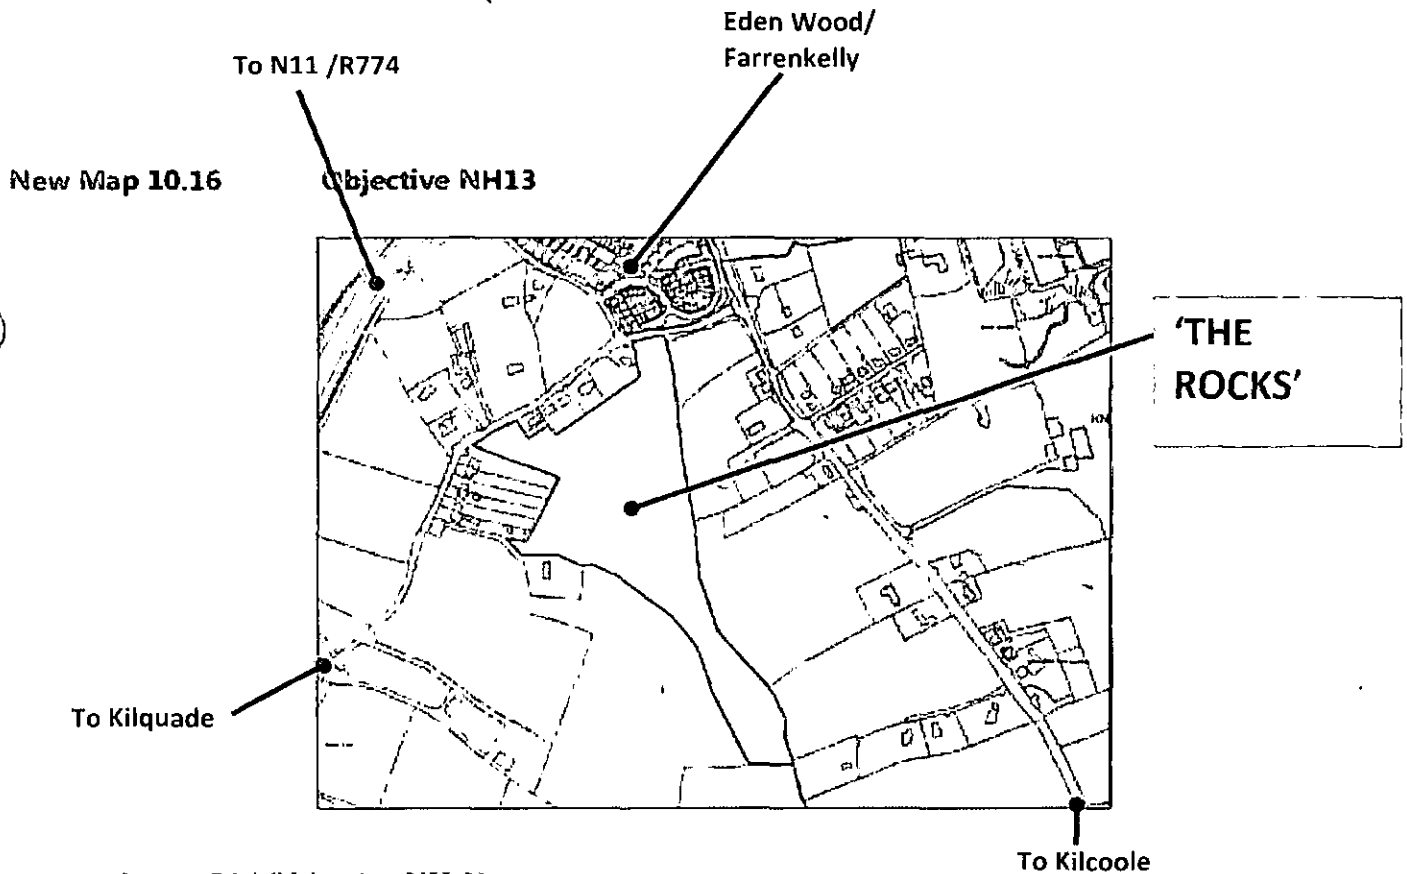 Eden Wood/
Farrenkelly
To N11 /R774
New Map 10.16 Objective NH13
'THE
ROCKS'
To Kilquade
To Kilcoole